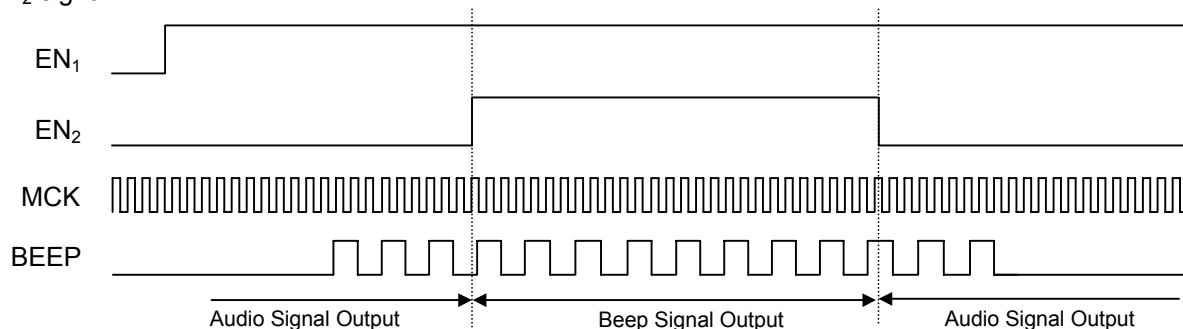 EN₁
EN₂
MCK
BEEP
Audio Signal Output
Beep Signal Output
Audio Signal Output